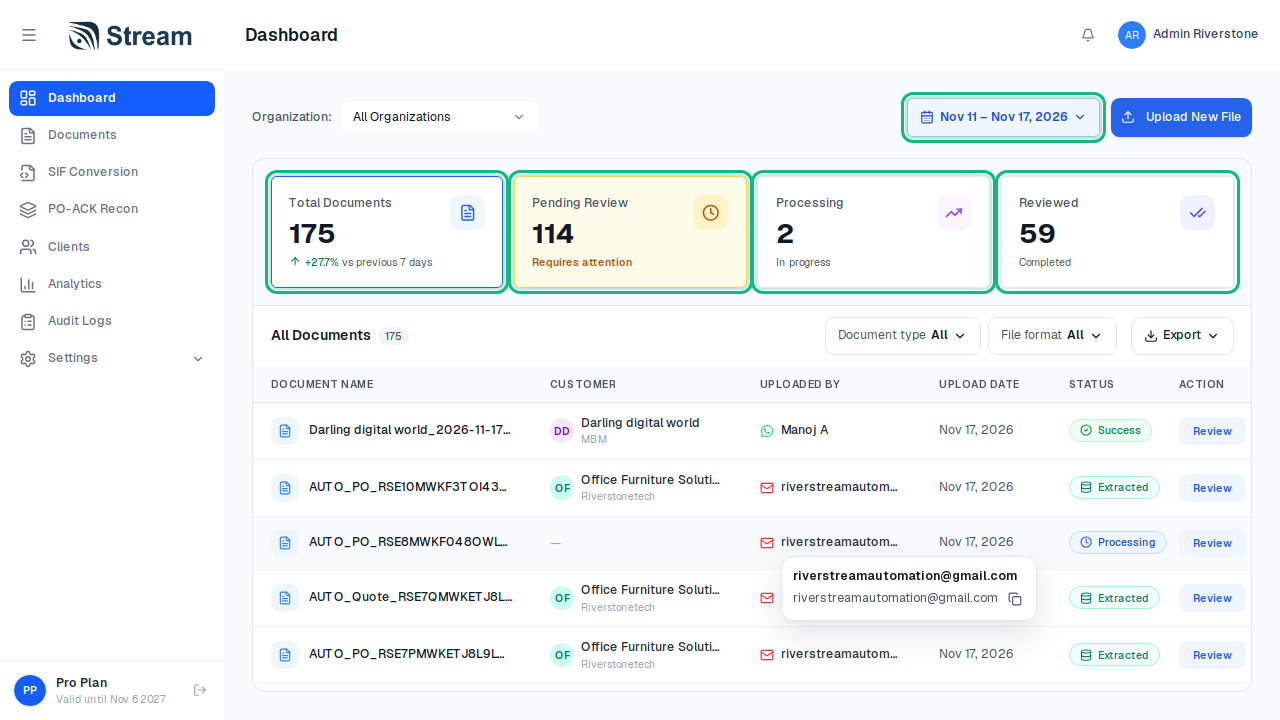 Stream
Dashboard
AR
Admin Riverstone
Dashboard
Documents
SIF Conversion
PO-ACK Recon
Clients
Analytics
Audit Logs
Settings
PP
Pro Plan
Valid until Nov 6 2027
Organization:
All Organizations
Nov 11 – Nov 17, 2026
Upload New File
Total Documents
175
+27.7% vs previous 7 days
Pending Review
114
Requires attention
Processing
2
In progress
Reviewed
59
Completed
All Documents 175
Document type All
File format All
Export
DOCUMENT NAME CUSTOMER UPLOADED BY UPLOAD DATE STATUS ACTION
Darling digital world_2026-11-17... DD Darling digital world Manoj A Nov 17, 2026 Success Review
MBM
AUTO_PO_RSE10MWKF3TOI43... OF Office Furniture Soluti... riverstreamautom... Nov 17, 2026 Extracted Review
Riverstonetech
AUTO_PO_RSE8MWKF048OWL... — riverstreamautom... Nov 17, 2026 Processing Review
riverstreamautomation@gmail.com
riverstreamautomation@gmail.com
AUTO_Quote_RSE7QMWKETJ8L... OF Office Furniture Soluti... Extracted Review
Riverstonetech
AUTO_PO_RSE7PMWKETJ8L9L... OF Office Furniture Soluti... riverstreamautom... Nov 17, 2026 Extracted Review
Riverstonetech